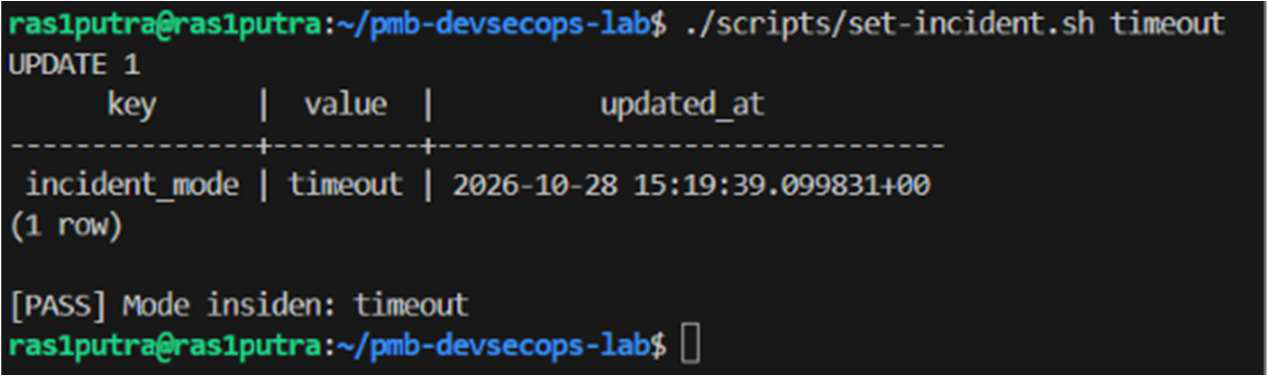 ras1putra@ras1putra:~/pmb-devsecops-lab$ ./scripts/set-incident.sh timeout
UPDATE 1
      key      |  value  |          updated_at
---------------+---------+-------------------------------
 incident_mode | timeout | 2026-10-28 15:19:39.099831+00
(1 row)
[PASS] Mode insiden: timeout
ras1putra@ras1putra:~/pmb-devsecops-lab$